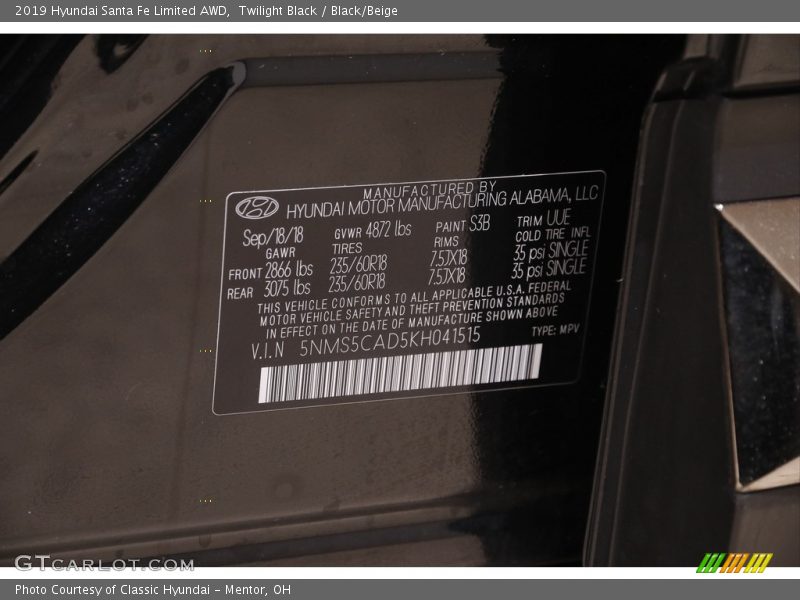 2019 Hyundai Santa Fe Limited AWD,  Twilight Black / Black/Beige
MANUFACTURED BY
HYUNDAI MOTOR MANUFACTURING ALABAMA, LLC
Sep/18/18 GVWR 4872 lbs PAINT S3B TRIM UUE
GAWR TIRES RIMS COLD TIRE INFL
FRONT 2866 lbs 235/60R18 7.5JX18 35 psi SINGLE
REAR 3075 lbs 235/60R18 7.5JX18 35 psi SINGLE
THIS VEHICLE CONFORMS TO ALL APPLICABLE U.S.A. FEDERAL
MOTOR VEHICLE SAFETY AND THEFT PREVENTION STANDARDS
IN EFFECT ON THE DATE OF MANUFACTURE SHOWN ABOVE
V.I.N 5NMS5CAD5KH041515 TYPE: MPV
GTCARLOT.COM
Photo Courtesy of Classic Hyundai - Mentor, OH